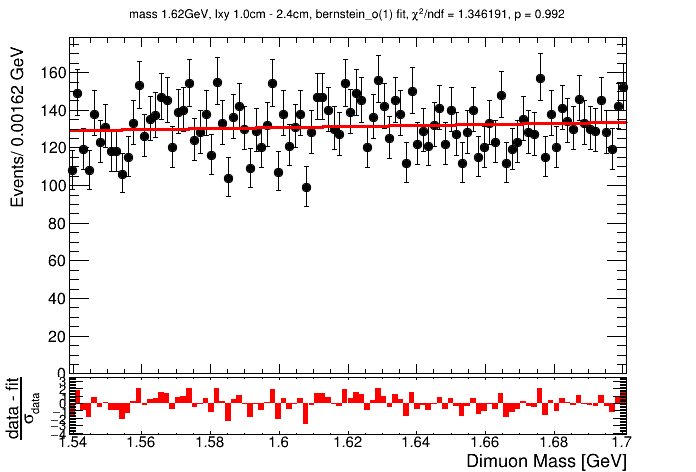 mass 1.62GeV, lxy 1.0cm - 2.4cm, bernstein_o(1) fit, χ²/ndf = 1.346191, p = 0.992
Events/ 0.00162 GeV
160
140
120
100
80
60
40
20
0
data - fit
σdata
3
2
1
0
−1
−2
−3
−4
1.54 1.56 1.58 1.6 1.62 1.64 1.66 1.68 1.7
Dimuon Mass [GeV]